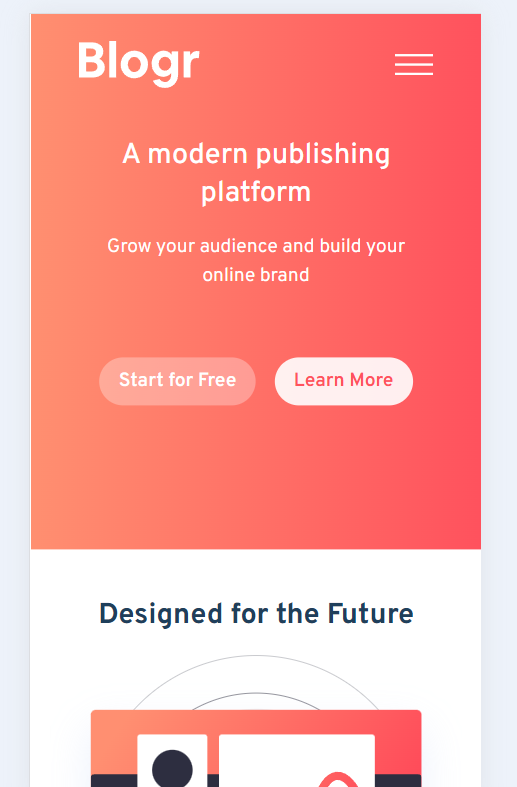 Blogr
A modern publishing
platform
Grow your audience and build your
online brand
Start for Free
Learn More
Designed for the Future